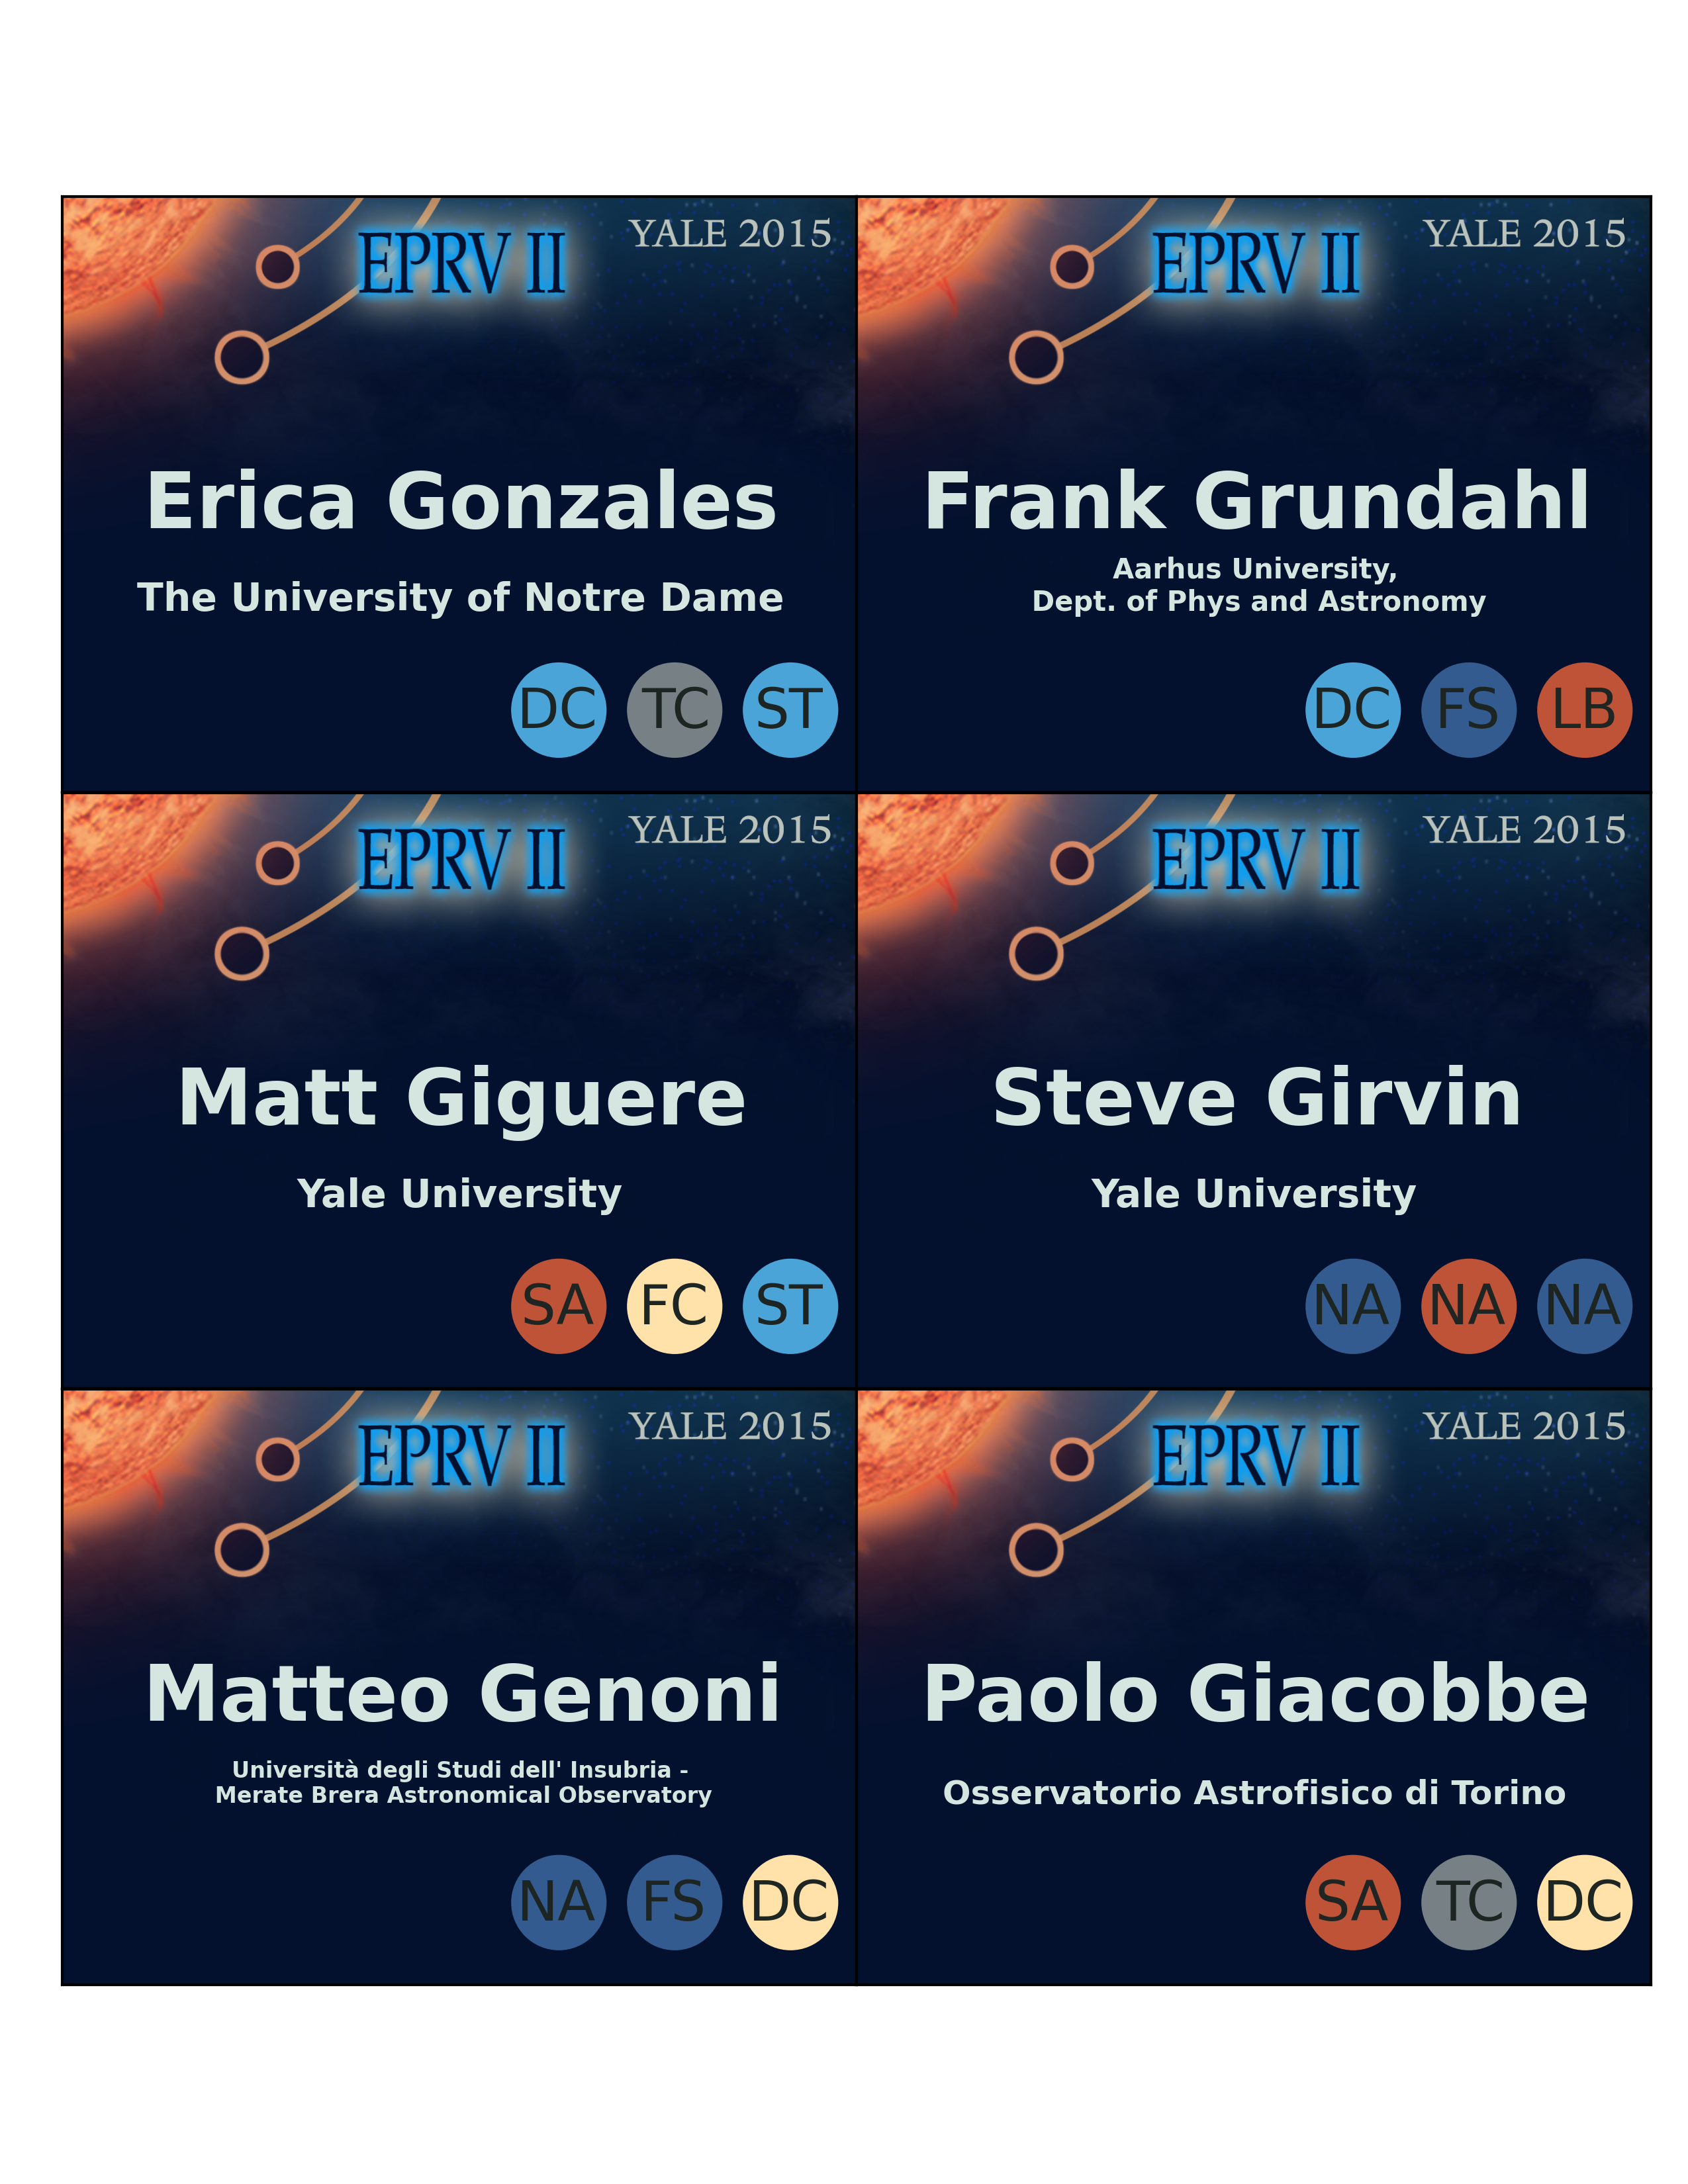 EPRV II YALE 2015
Erica Gonzales
The University of Notre Dame
DC TC ST
EPRV II YALE 2015
Frank Grundahl
Aarhus University,
Dept. of Phys and Astronomy
DC FS LB
EPRV II YALE 2015
Matt Giguere
Yale University
SA FC ST
EPRV II YALE 2015
Steve Girvin
Yale University
NA NA NA
EPRV II YALE 2015
Matteo Genoni
Università degli Studi dell' Insubria -
Merate Brera Astronomical Observatory
NA FS DC
EPRV II YALE 2015
Paolo Giacobbe
Osservatorio Astrofisico di Torino
SA TC DC